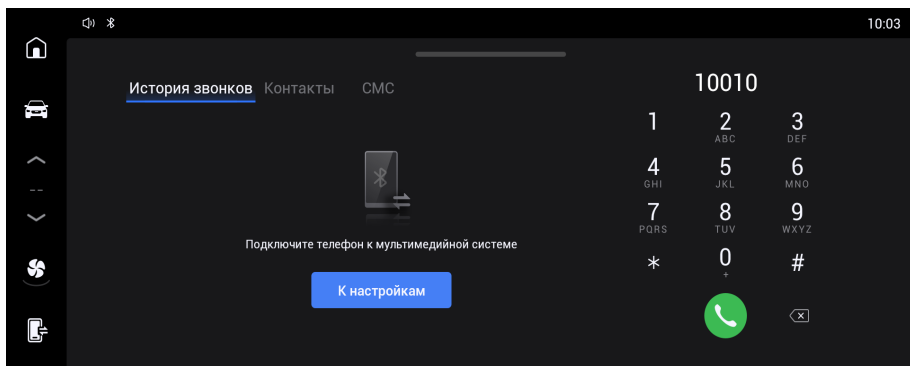 10:03
История звонков Контакты СМС
10010
1 2 3
ABC DEF
4 5 6
GHI JKL MNO
7 8 9
PQRS TUV WXYZ
* 0 #
+
--
Подключите телефон к мультимедийной системе
К настройкам